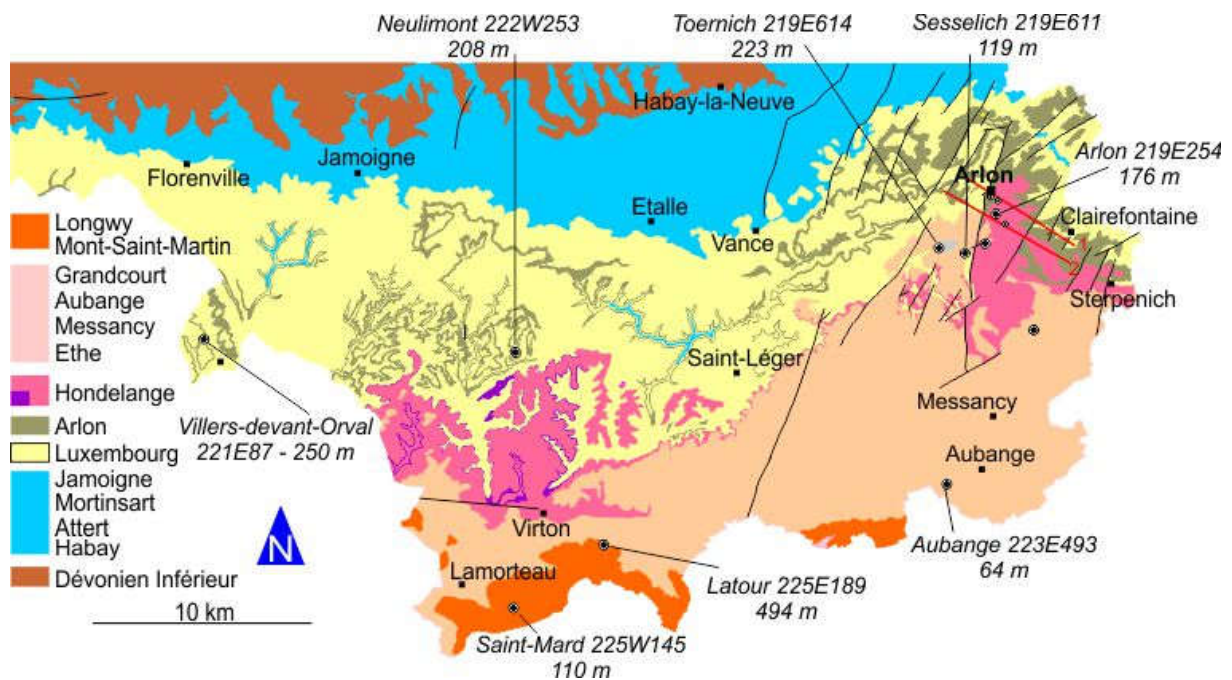 Neulimont 222W253
208 m
Toernich 219E614
223 m
Sesselich 219E611
119 m
Habay-la-Neuve
Arlon 219E254
176 m
Jamoigne
Florenville
Arlon
Etalle
Vance
Clairefontaine
1
2
Sterpenich
Longwy
Mont-Saint-Martin
Grandcourt
Aubange
Messancy
Ethe
Hondelange
Arlon
Luxembourg
Jamoigne
Mortinsart
Attert
Habay
Dévonien Inférieur
10 km
N
Saint-Léger
Villers-devant-Orval
221E87 - 250 m
Messancy
Aubange
Virton
Aubange 223E493
64 m
Lamorteau
Latour 225E189
494 m
Saint-Mard 225W145
110 m